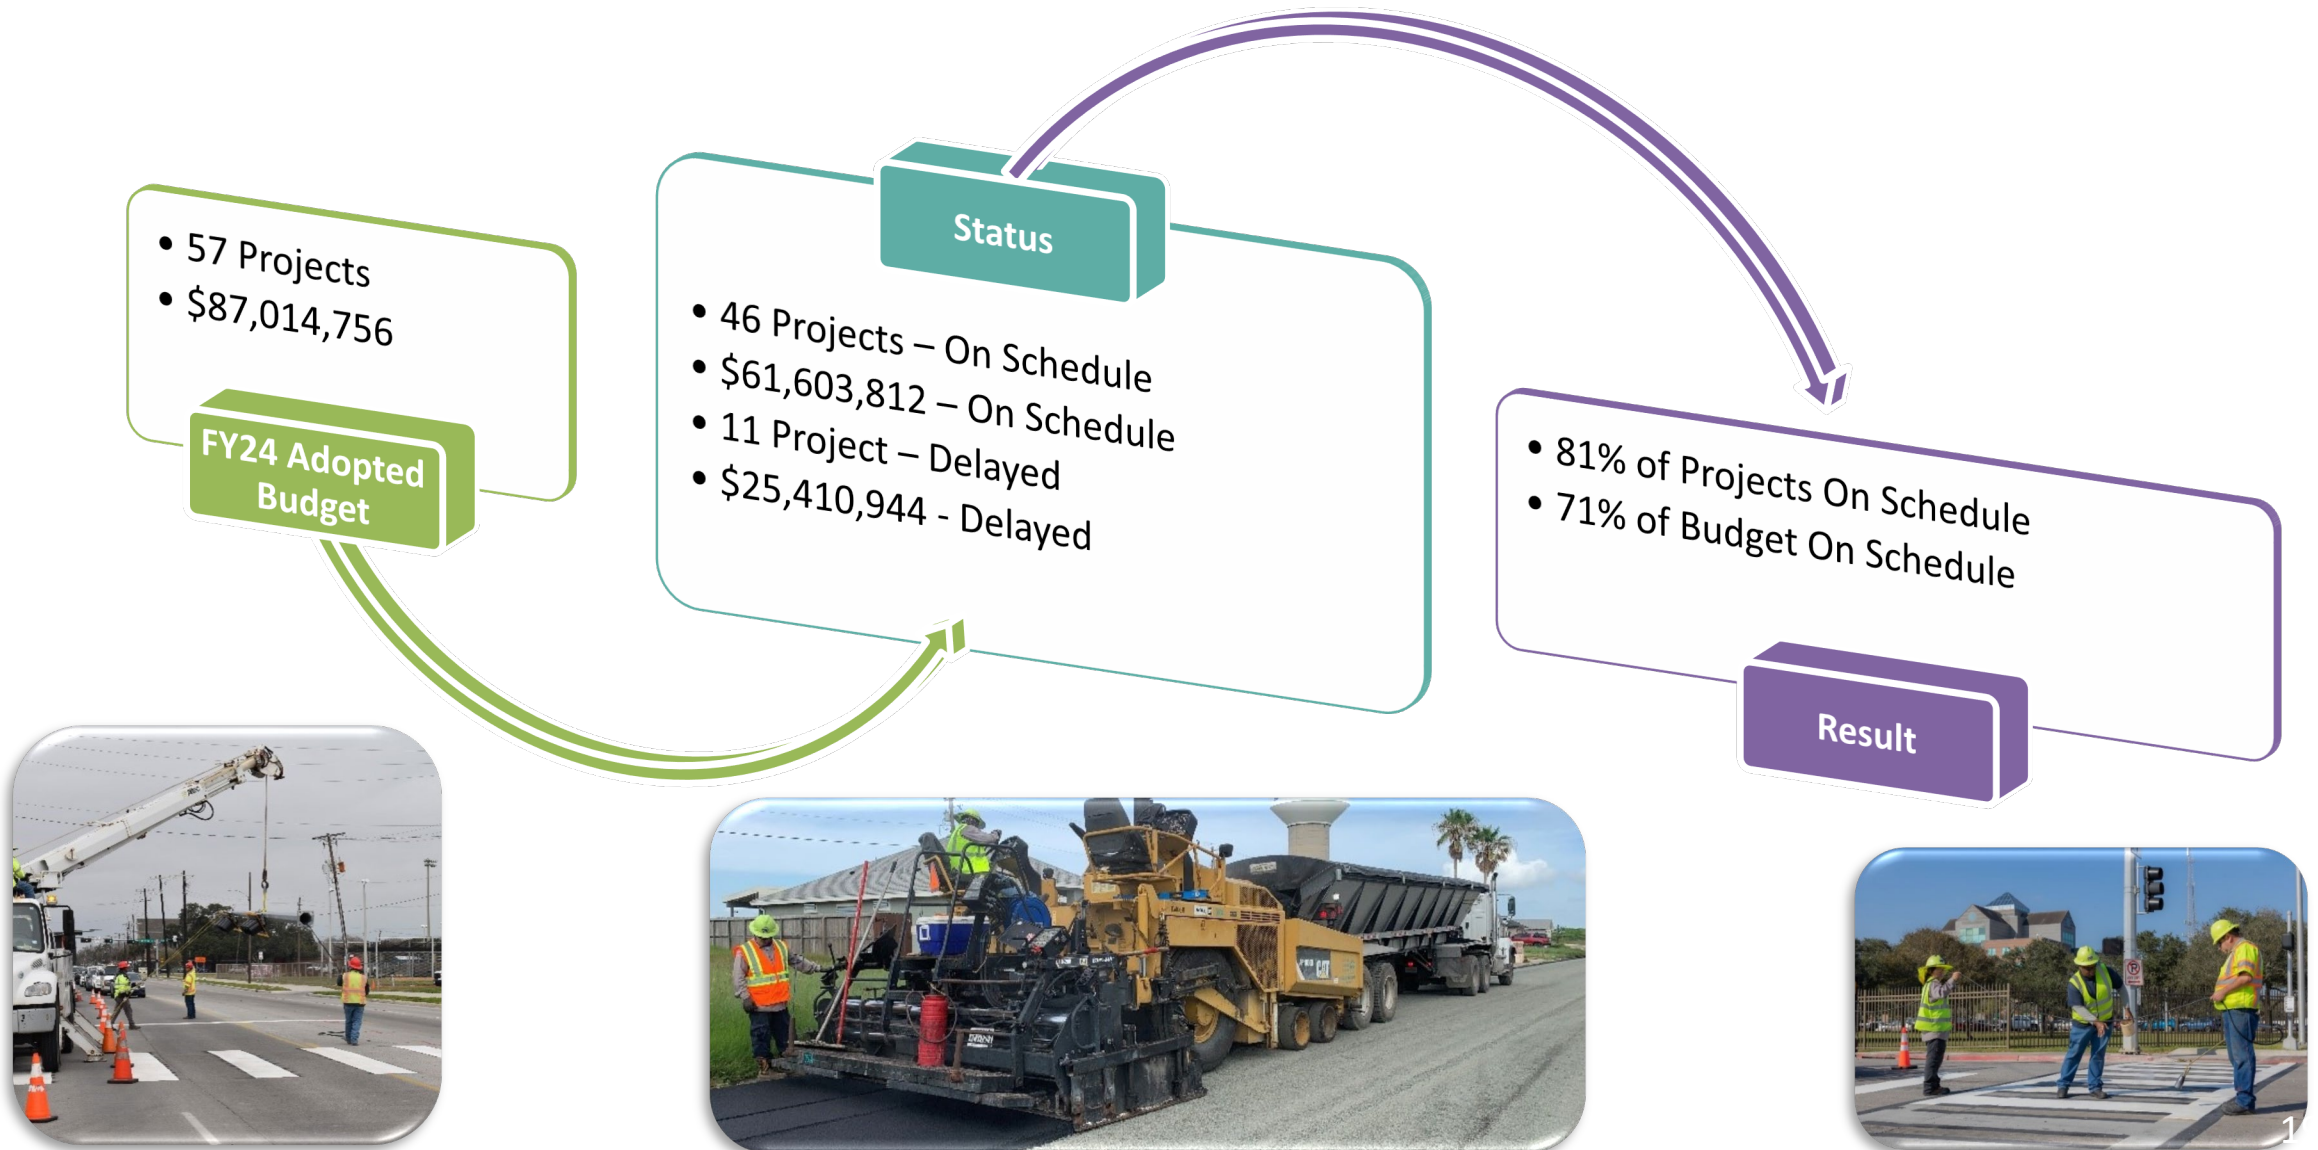 • 57 Projects
• $87,014,756
FY24 Adopted
Budget
Status
• 46 Projects – On Schedule
• $61,603,812 – On Schedule
• 11 Project – Delayed
• $25,410,944 - Delayed
• 81% of Projects On Schedule
• 71% of Budget On Schedule
Result
CAT